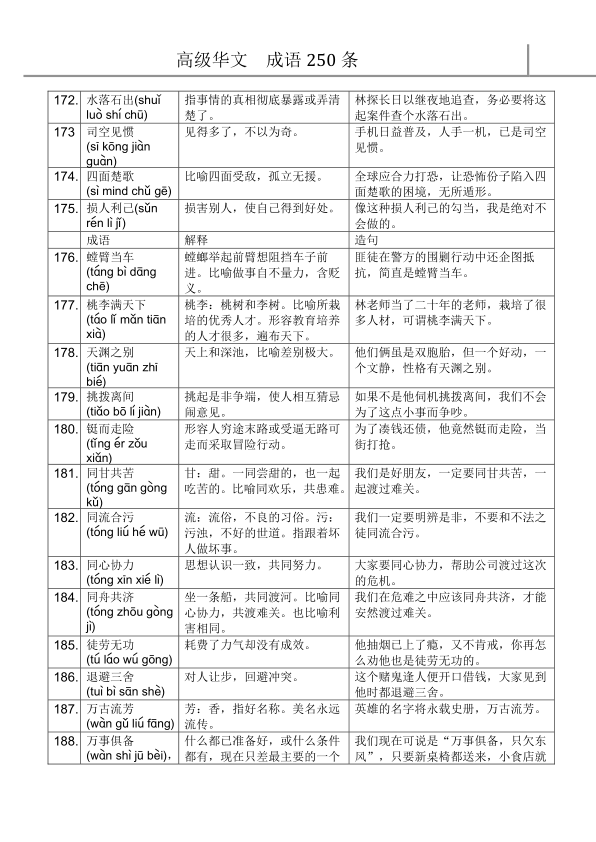 高级华文　成语 250 条
172. 水落石出(shuǐ 指事情的真相彻底暴露或弄清 林探长日以继夜地追查，务必要将这
luò shí chū) 楚了。 起案件查个水落石出。
173 司空见惯 见得多了，不以为奇。 手机日益普及，人手一机，已是司空
(sī kōng jiàn 见惯。
guàn)
174. 四面楚歌 比喻四面受敌，孤立无援。 全球应合力打恐，让恐怖份子陷入四
(sì mind chǔ gē) 面楚歌的困境，无所遁形。
175. 损人利己(sǔn 损害别人，使自己得到好处。 像这种损人利己的勾当，我是绝对不
rén lì jǐ) 会做的。
成语 解释 造句
176. 螳臂当车 螳螂举起前臂想阻挡车子前 匪徒在警方的围剿行动中还企图抵
(táng bì dāng 进。比喻做事自不量力，含贬 抗，简直是螳臂当车。
chē) 义。
177. 桃李满天下 桃李：桃树和李树。比喻所栽 林老师当了二十年的老师，栽培了很
(táo lǐ mǎn tiān 培的优秀人才。形容教育培养 多人材，可谓桃李满天下。
xià) 的人才很多，遍布天下。
178. 天渊之别 天上和深池，比喻差别极大。 他们俩虽是双胞胎，但一个好动，一
(tiān yuān zhī 个文静，性格有天渊之别。
bié)
179. 挑拨离间 挑起是非争端，使人相互猜忌 如果不是他伺机挑拨离间，我们不会
(tiǎo bō lí jiàn) 闹意见。 为了这点小事而争吵。
180. 铤而走险 形容人穷途末路或受逼无路可 为了凑钱还债，他竟然铤而走险，当
(tǐng ér zǒu 走而采取冒险行动。 街打抢。
xiǎn)
181. 同甘共苦 甘：甜。一同尝甜的，也一起 我们是好朋友，一定要同甘共苦，一
(tóng gān gòng 吃苦的。比喻同欢乐，共患难。 起渡过难关。
kǔ)
182. 同流合污 流：流俗，不良的习俗。污： 我们一定要明辨是非，不要和不法之
(tóng liú hé wū) 污浊，不好的世道。指跟着坏 徒同流合污。
人做坏事。
183. 同心协力 思想认识一致，共同努力。 大家要同心协力，帮助公司渡过这次
(tóng xīn xié lì) 的危机。
184. 同舟共济 坐一条船，共同渡河。比喻同 我们在危难之中应该同舟共济，才能
(tóng zhōu gòng 心协力，共渡难关。也比喻利 安然渡过难关。
jì) 害相同。
185. 徒劳无功 耗费了力气却没有成效。 他抽烟已上了瘾，又不肯戒，你再怎
(tú láo wú gōng) 么劝他也是徒劳无功的。
186. 退避三舍 对人让步，回避冲突。 这个赌鬼逢人便开口借钱，大家见到
(tuì bì sān shè) 他时都退避三舍。
187. 万古流芳 芳：香，指好名称。美名永远 英雄的名字将永载史册，万古流芳。
(wàn gǔ liú fāng) 流传。
188. 万事俱备 什么都已准备好，或什么条件 我们现在可说是“万事俱备，只欠东
(wàn shì jū bèi)， 都有，现在只差最主要的一个 风”，只要新桌椅都送来，小食店就